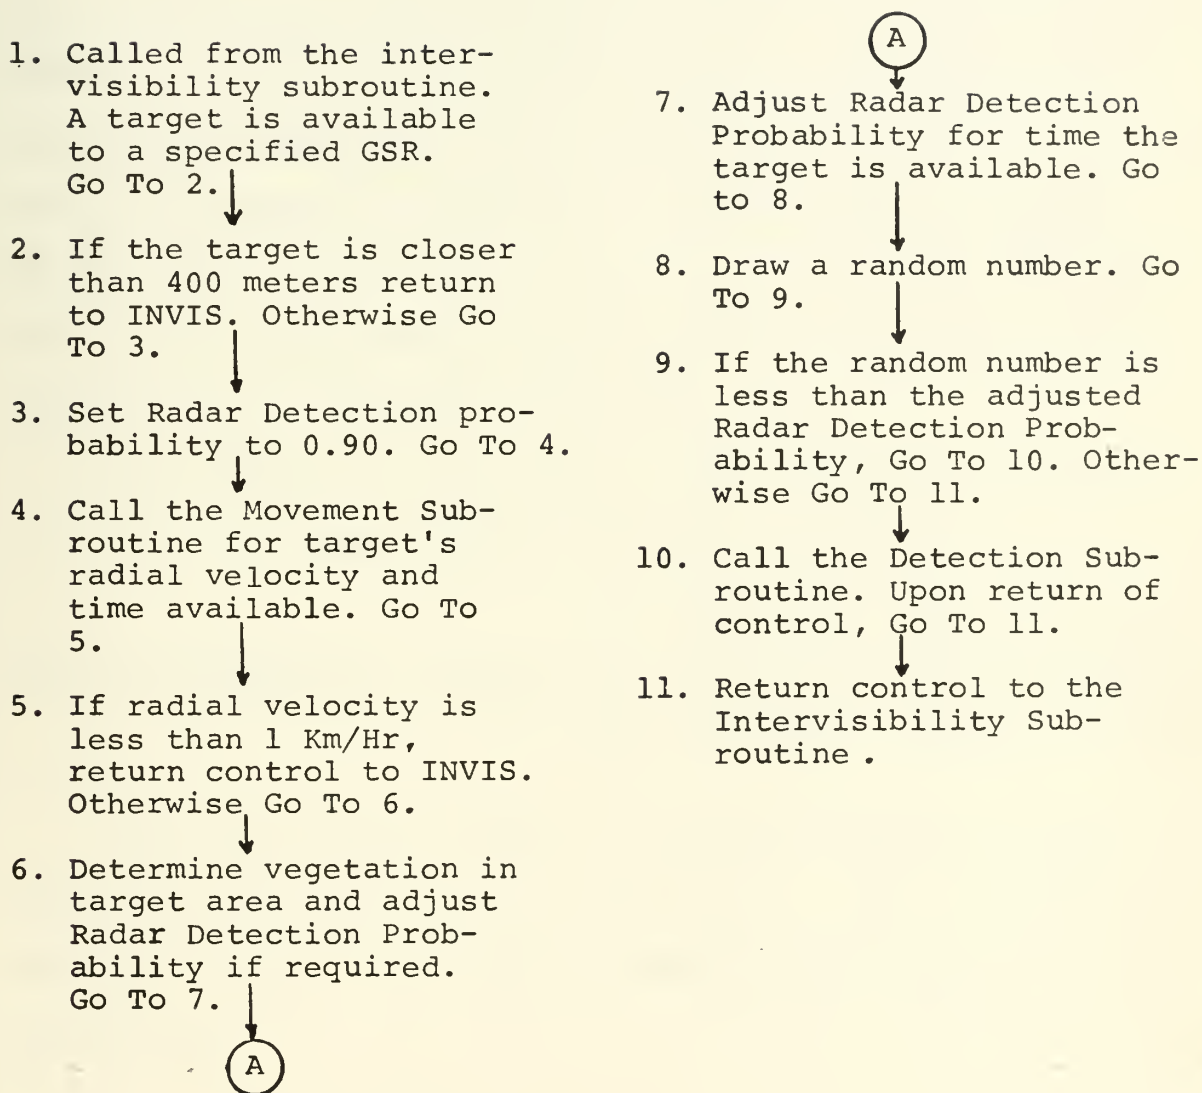 1. Called from the inter-
visibility subroutine.
A target is available
to a specified GSR.
Go To 2.
2. If the target is closer
than 400 meters return
to INVIS. Otherwise Go
To 3.
3. Set Radar Detection pro-
bability to 0.90. Go To 4.
4. Call the Movement Sub-
routine for target's
radial velocity and
time available. Go To
5.
5. If radial velocity is
less than 1 Km/Hr,
return control to INVIS.
Otherwise Go To 6.
6. Determine vegetation in
target area and adjust
Radar Detection Prob-
ability if required.
Go To 7.
A
A
7. Adjust Radar Detection
Probability for time the
target is available. Go
to 8.
8. Draw a random number. Go
To 9.
9. If the random number is
less than the adjusted
Radar Detection Prob-
ability, Go To 10. Other-
wise Go To 11.
10. Call the Detection Sub-
routine. Upon return of
control, Go To 11.
11. Return control to the
Intervisibility Sub-
routine.